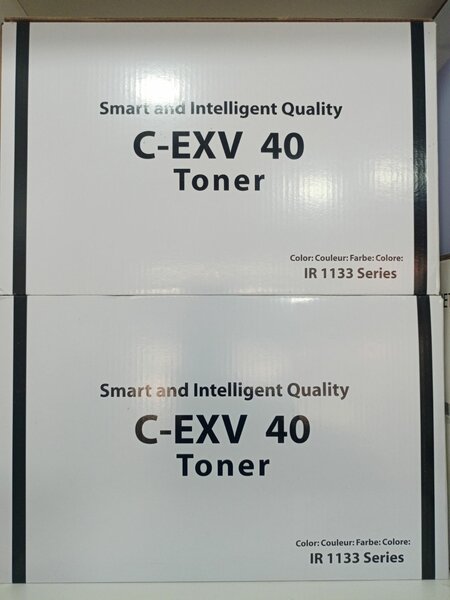 Smart and Intelligent Quality
C-EXV 40
Toner
Color: Couleur: Farbe: Colore:
IR 1133 Series
Smart and Intelligent Quality
C-EXV 40
Toner
Color: Couleur: Farbe: Colore:
IR 1133 Series